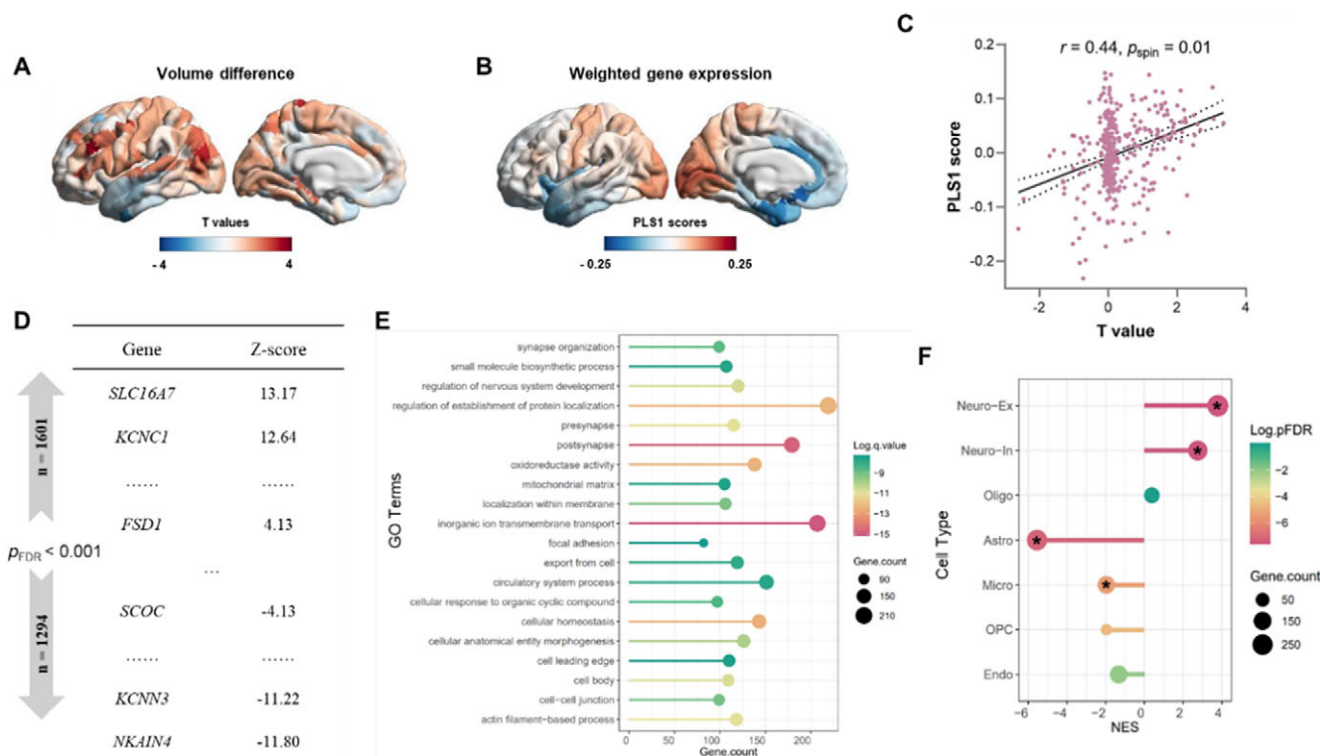 A
Volume difference
T values
- 4
4
B
Weighted gene expression
PLS1 scores
- 0.25
0.25
C
r = 0.44, pspin = 0.01
PLS1 score
0.2
0.1
0.0
-0.1
-0.2
-2
0
2
4
T value
D
Gene Z-score
n = 1601
SLC16A7 13.17
KCNC1 12.64
...... ......
FSD1 4.13
pFDR < 0.001
...
n = 1294
SCOC -4.13
...... ......
KCNN3 -11.22
NKAIN4 -11.80
E
GO Terms
synapse organization
small molecule biosynthetic process
regulation of nervous system development
regulation of establishment of protein localization
presynapse
postsynapse
oxidoreductase activity
mitochondrial matrix
localization within membrane
inorganic ion transmembrane transport
focal adhesion
export from cell
circulatory system process
cellular response to organic cyclic compound
cellular homeostasis
cellular anatomical entity morphogenesis
cell leading edge
cell body
cell-cell junction
actin filament-based process
0 50 100 150 200
Gene.count
Log.q.value
-9
-11
-13
-15
Gene.count
90
150
210
F
Cell Type
Neuro-Ex
Neuro-In
Oligo
Astro
Micro
OPC
Endo
*
*
*
*
-6 -4 -2 0 2 4
NES
Log.pFDR
-2
-4
-6
Gene.count
50
150
250